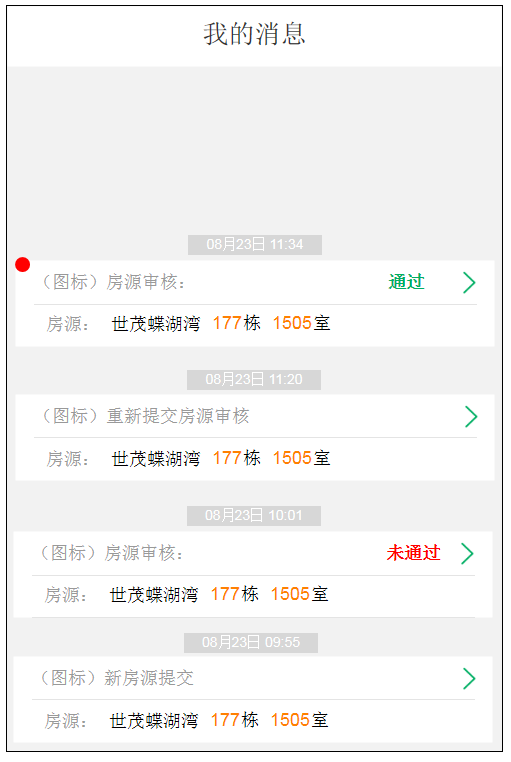 我的消息
08月23日 11:34
（图标）房源审核： 通过
房源： 世茂蝶湖湾 177栋 1505室
08月23日 11:20
（图标）重新提交房源审核
房源： 世茂蝶湖湾 177栋 1505室
08月23日 10:01
（图标）房源审核： 未通过
房源： 世茂蝶湖湾 177栋 1505室
08月23日 09:55
（图标）新房源提交
房源： 世茂蝶湖湾 177栋 1505室